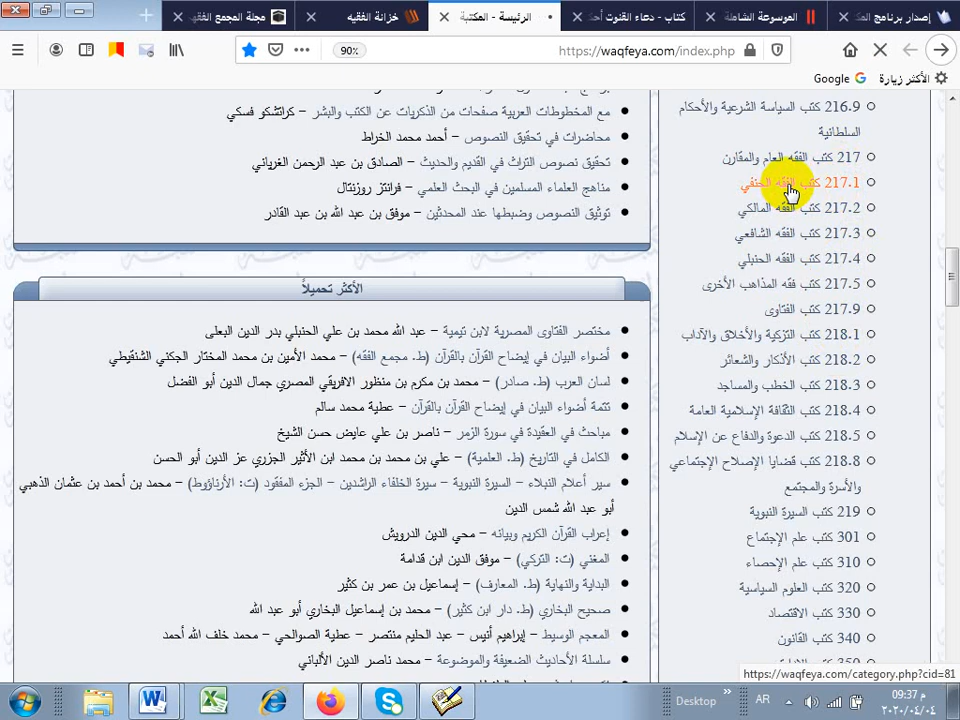 إصدار برنامج المك
الموسوعة الشاملة
كتاب - دعاء القنوت أحك
الرئيسة - المكتبة
خزانة الفقيه
مجلة المجمع الفقهي
https://waqfeya.com/index.php
90%
الأكثر زيارة
Google
216.9 كتب السياسة الشرعية والأحكام
السلطانية
217 كتب الفقه العام والمقارن
217.1 كتب الفقه الحنفي
217.2 كتب الفقه المالكي
217.3 كتب الفقه الشافعي
217.4 كتب الفقه الحنبلي
217.5 كتب فقه المذاهب الأخرى
217.9 كتب الفتاوى
218.1 كتب التزكية والأخلاق والآداب
218.2 كتب الأذكار والشعائر
218.3 كتب الخطب والمساجد
218.4 كتب الثقافة الإسلامية العامة
218.5 كتب الدعوة والدفاع عن الإسلام
218.8 كتب قضايا الإصلاح الإجتماعي
والأسرة والمجتمع
219 كتب السيرة النبوية
301 كتب علم الإجتماع
310 كتب علم الإحصاء
320 كتب العلوم السياسية
330 كتب الاقتصاد
340 كتب القانون
مع المخطوطات العربية صفحات من الذكريات عن الكتب والبشر – كراتشكو فسكي
محاضرات في تحقيق النصوص – أحمد محمد الخراط
تحقيق نصوص التراث في القديم والحديث – الصادق بن عبد الرحمن الغرياني
مناهج العلماء المسلمين في البحث العلمي – فرانتز روزنتال
توثيق النصوص وضبطها عند المحدثين – موفق بن عبد الله بن عبد القادر
الأكثر تحميلاً
مختصر الفتاوى المصرية لابن تيمية – عبد الله محمد بن علي الحنبلي بدر الدين البعلى
أضواء البيان في إيضاح القرآن بالقرآن (ط. مجمع الفقه) – محمد الأمين بن محمد المختار الجكني الشنقيطي
لسان العرب (ط. صادر) – محمد بن مكرم بن منظور الافريقي المصري جمال الدين أبو الفضل
تتمة أضواء البيان في إيضاح القرآن بالقرآن – عطية محمد سالم
مباحث في العقيدة في سورة الزمر – ناصر بن علي عايض حسن الشيخ
الكامل في التاريخ (ط. العلمية) – علي بن محمد بن محمد ابن الأثير الجزري عز الدين أبو الحسن
سير أعلام النبلاء – السيرة النبوية – سيرة الخلفاء الراشدين – الجزء المفقود (ت: الأرناؤوط) – محمد بن أحمد بن عثمان الذهبي
أبو عبد الله شمس الدين
إعراب القرآن الكريم وبيانه – محي الدين الدرويش
المغني (ت: التركي) – موفق الدين ابن قدامة
البداية والنهاية (ط. المعارف) – إسماعيل بن عمر بن كثير
صحيح البخاري (ط. دار ابن كثير) – محمد بن إسماعيل البخاري أبو عبد الله
المعجم الوسيط – إبراهيم أنيس – عبد الحليم منتصر – عطية الصوالحي – محمد خلف الله أحمد
سلسلة الأحاديث الضعيفة والموضوعة – محمد ناصر الدين الألباني
https://waqfeya.com/category.php?cid=81
Desktop
AR
09:37 م
٢٠٢٠/٠٤/٠٤